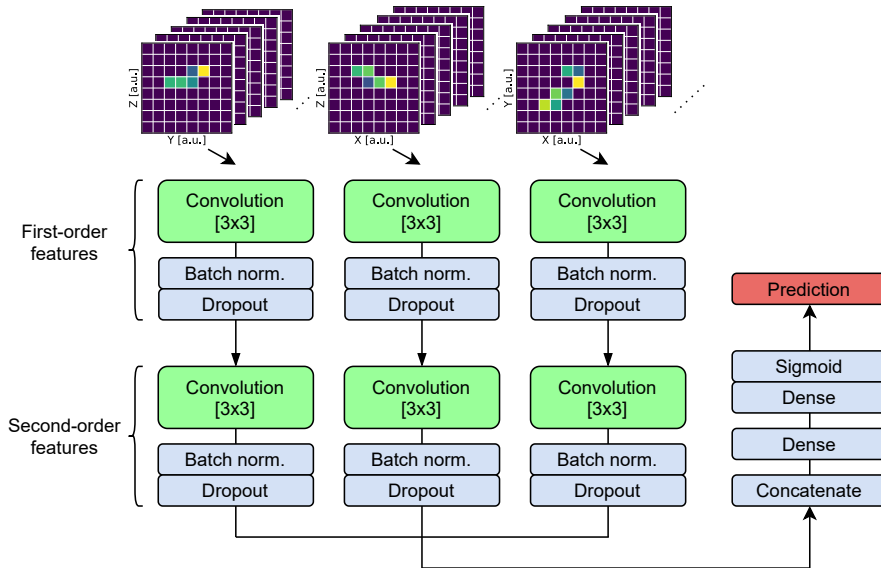 Z [a.u.]
Y [a.u.]
Z [a.u.]
X [a.u.]
Y [a.u.]
X [a.u.]
First-order
features
Convolution
[3x3]
Batch norm.
Dropout
Convolution
[3x3]
Batch norm.
Dropout
Convolution
[3x3]
Batch norm.
Dropout
Second-order
features
Convolution
[3x3]
Batch norm.
Dropout
Convolution
[3x3]
Batch norm.
Dropout
Convolution
[3x3]
Batch norm.
Dropout
Prediction
Sigmoid
Dense
Dense
Concatenate